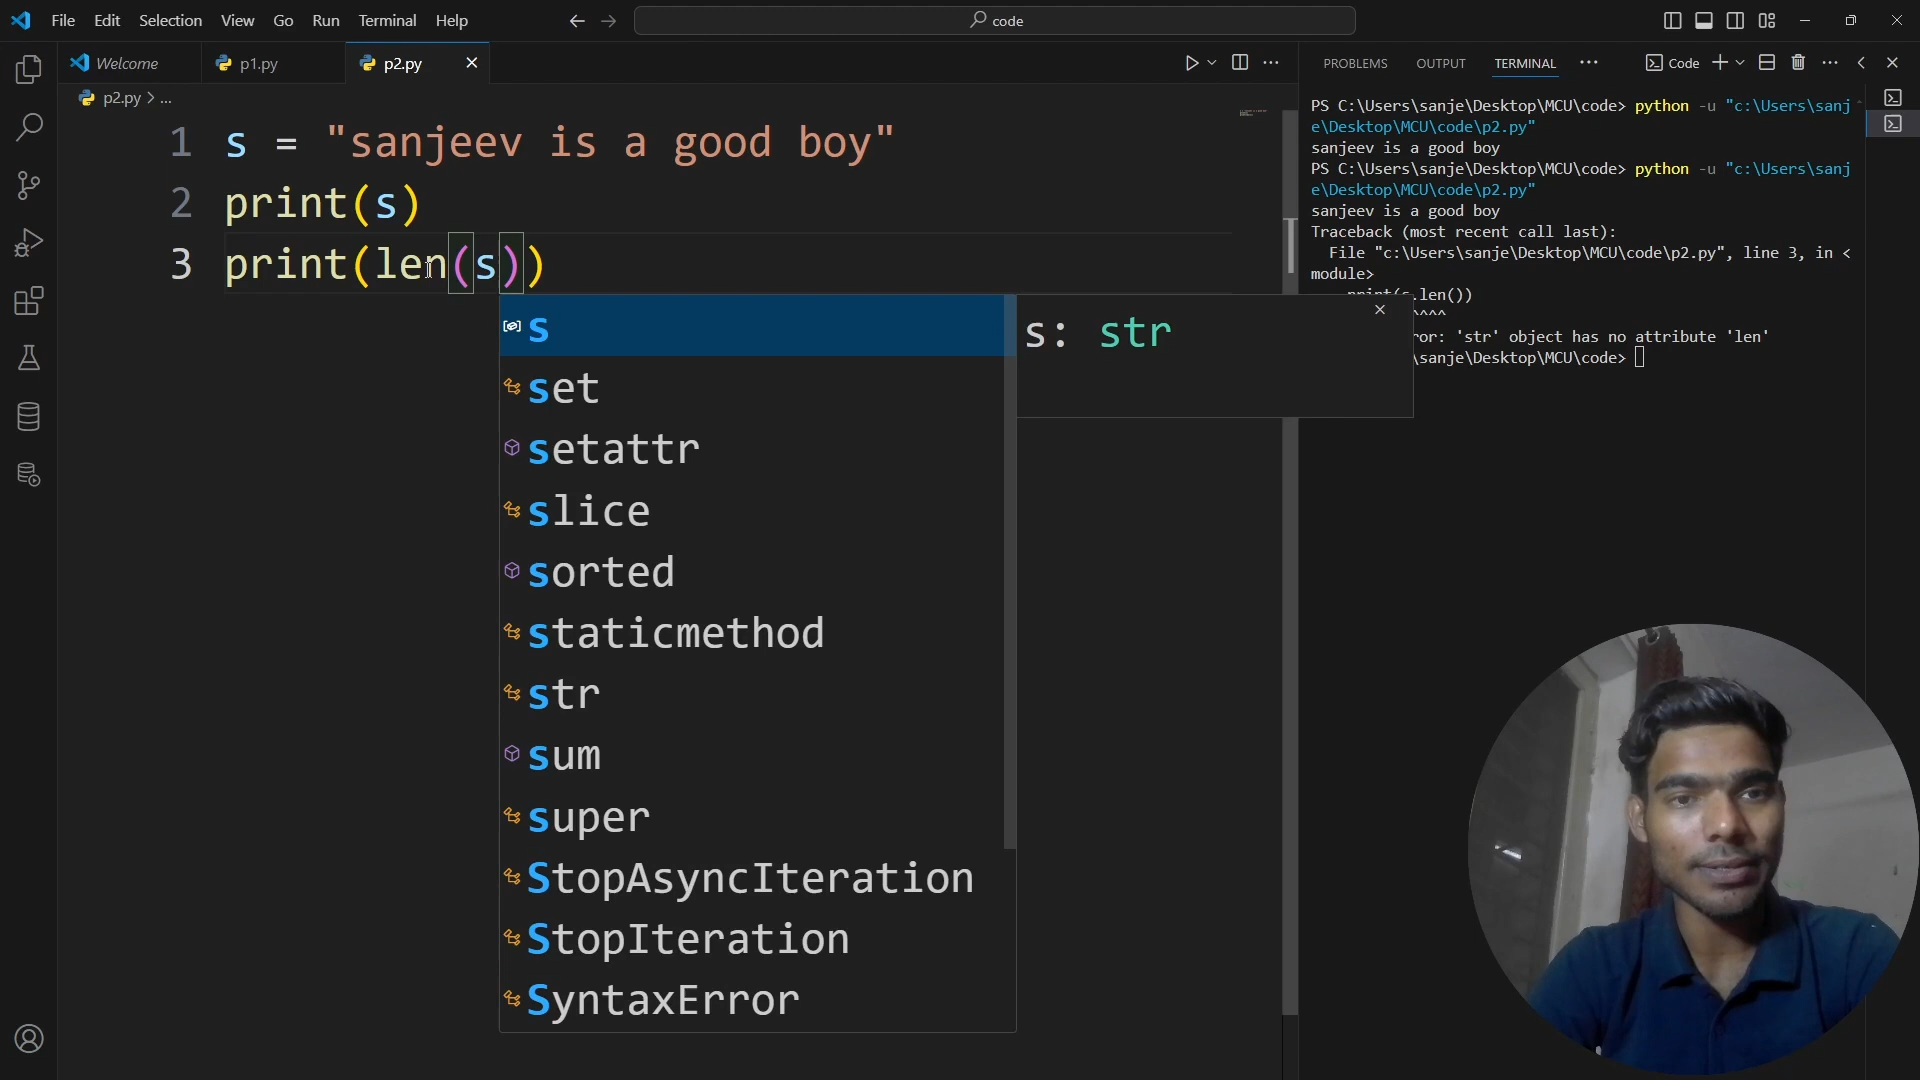 File Edit Selection View Go Run Terminal Help
code
Welcome
p1.py
p2.py
p2.py > ...
1 s = "sanjeev is a good boy"
2 print(s)
3 print(len(s))
s
set
setattr
slice
sorted
staticmethod
str
sum
super
StopAsyncIteration
StopIteration
SyntaxError
s: str
PROBLEMS OUTPUT TERMINAL ... Code
PS C:\Users\sanje\Desktop\MCU\code> python -u "c:\Users\sanj
e\Desktop\MCU\code\p2.py"
sanjeev is a good boy
PS C:\Users\sanje\Desktop\MCU\code> python -u "c:\Users\sanj
e\Desktop\MCU\code\p2.py"
sanjeev is a good boy
Traceback (most recent call last):
File "c:\Users\sanje\Desktop\MCU\code\p2.py", line 3, in <
module>
.len())
^^^^
ror: 'str' object has no attribute 'len'
\sanje\Desktop\MCU\code>